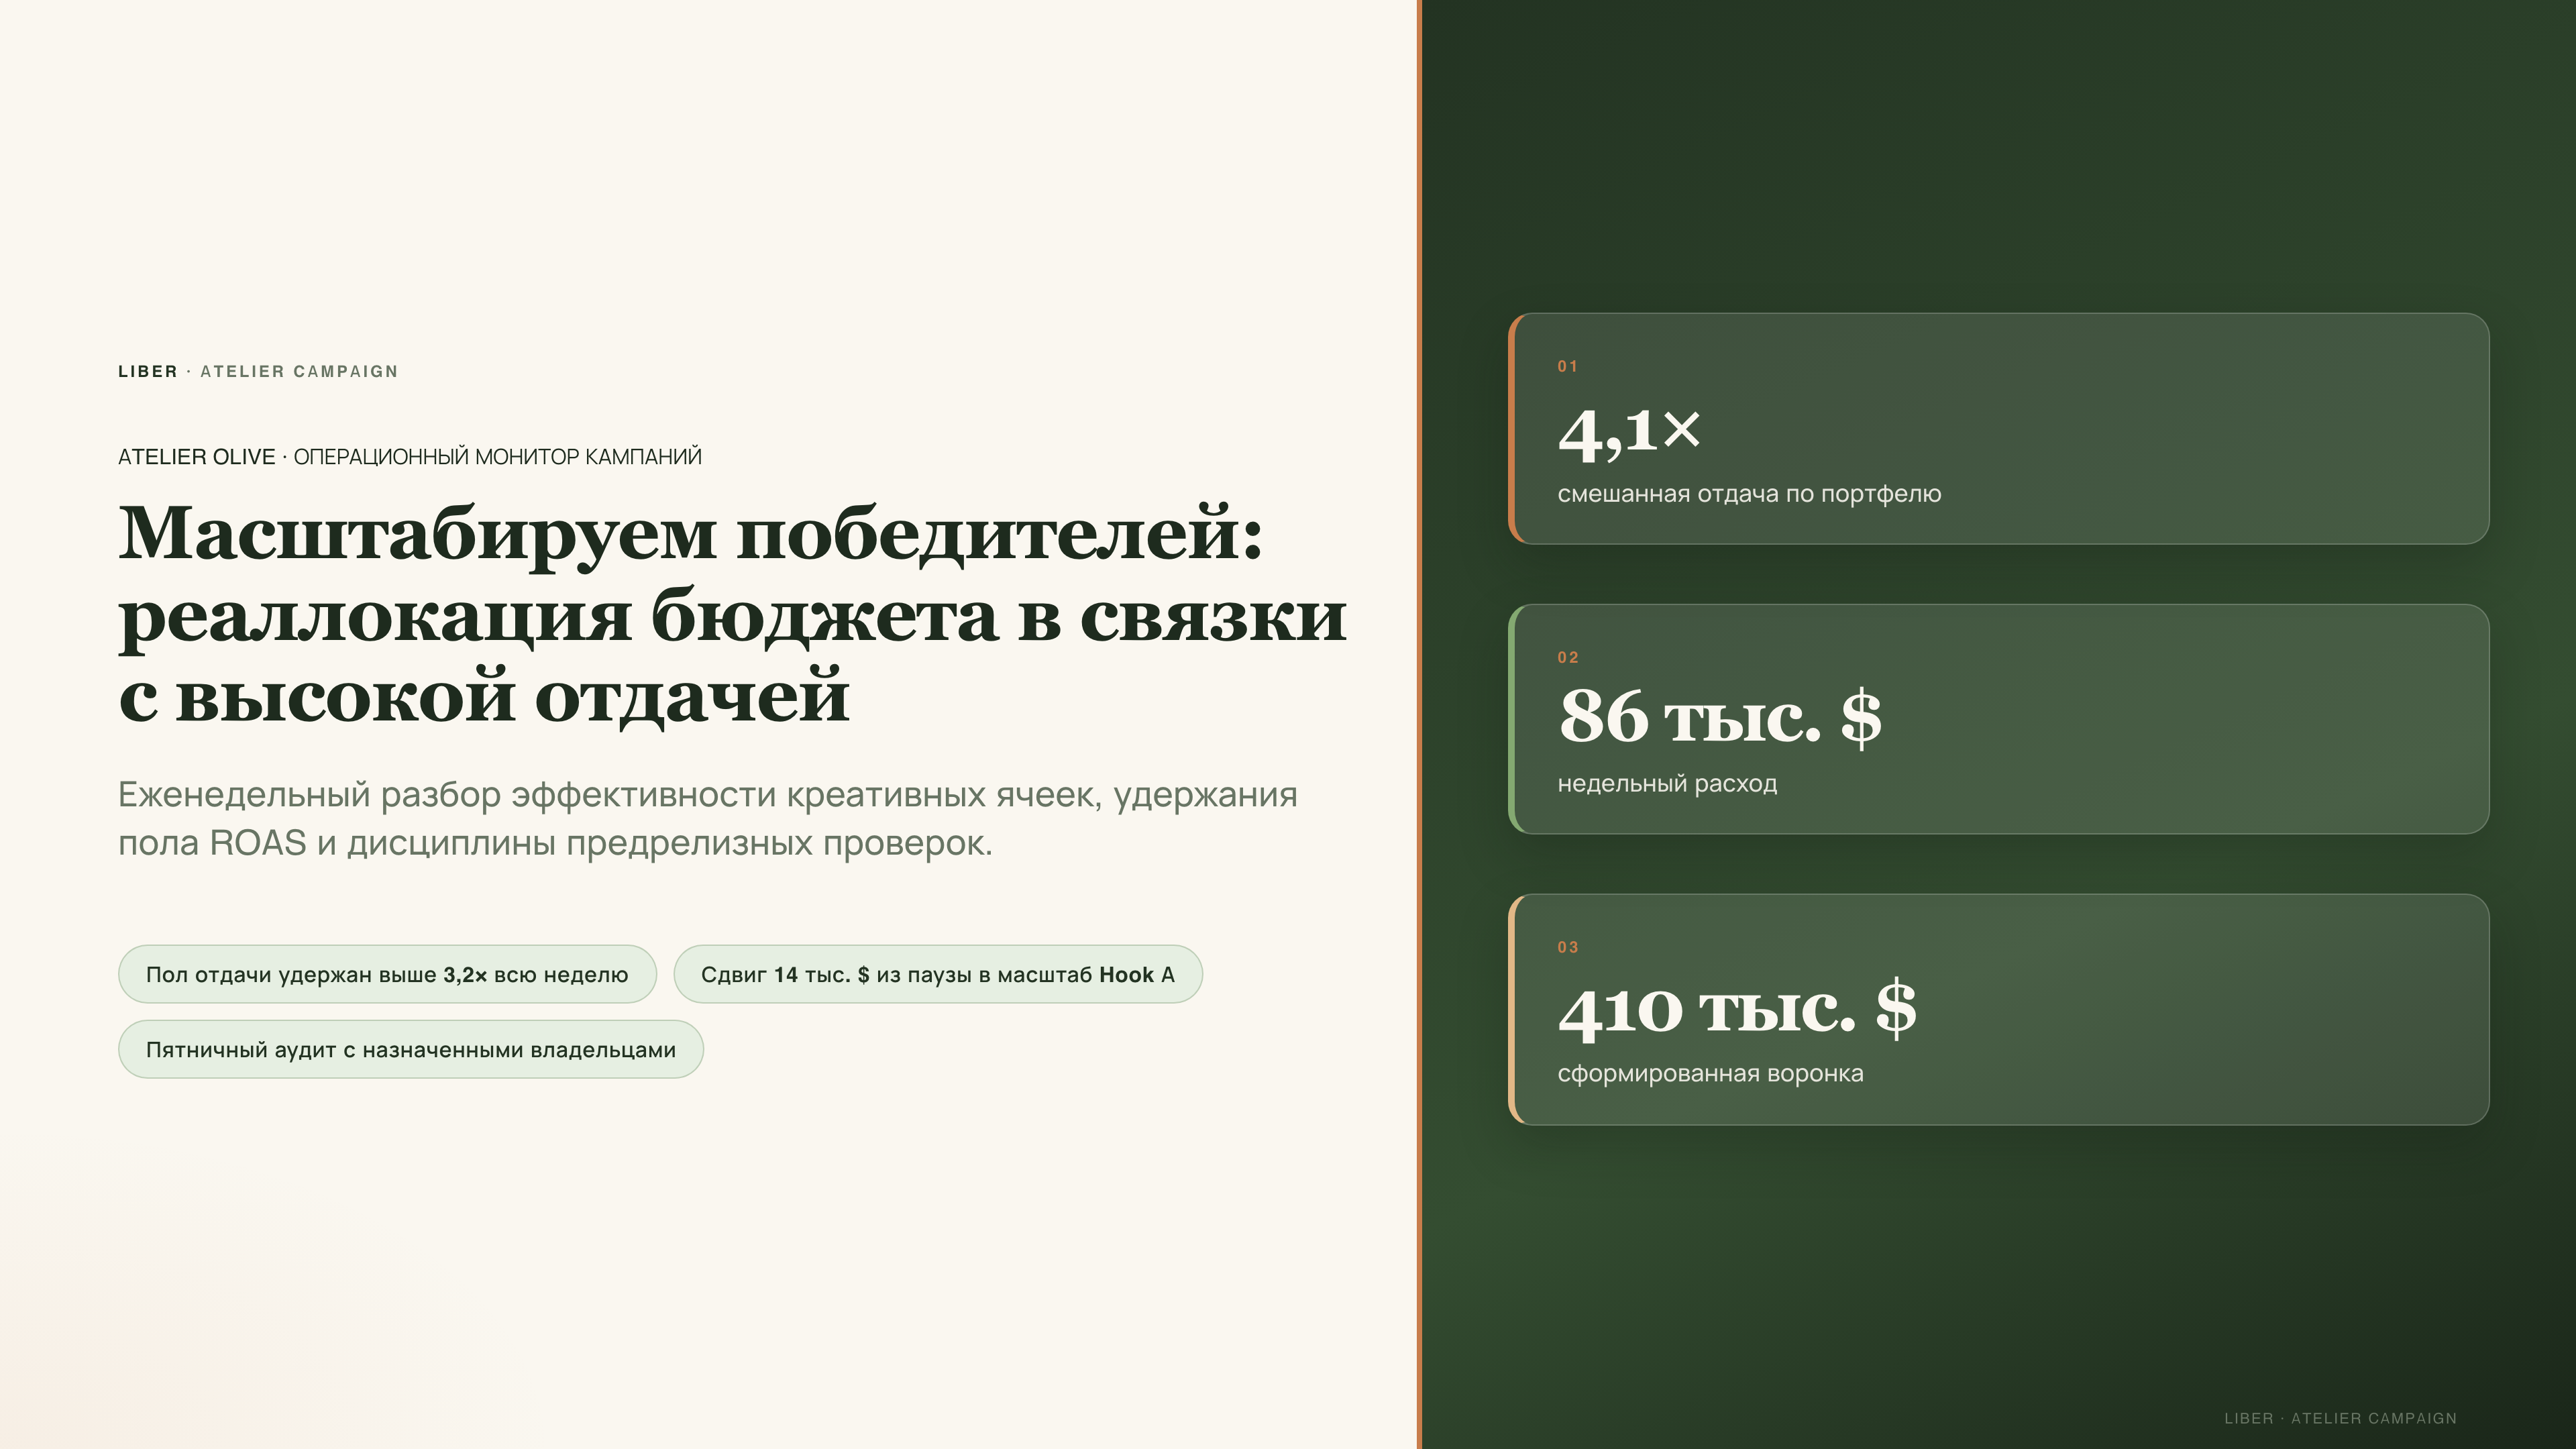 LIBER · ATELIER CAMPAIGN
ATELIER OLIVE · ОПЕРАЦИОННЫЙ МОНИТОР КАМПАНИЙ
Масштабируем победителей:
реаллокация бюджета в связки
с высокой отдачей
Еженедельный разбор эффективности креативных ячеек, удержания
пола ROAS и дисциплины предрелизных проверок.
Пол отдачи удержан выше 3,2× всю неделю
Сдвиг 14 тыс. $ из паузы в масштаб Hook A
Пятничный аудит с назначенными владельцами
01
4,1×
смешанная отдача по портфелю
02
86 тыс. $
недельный расход
03
410 тыс. $
сформированная воронка
LIBER · ATELIER CAMPAIGN